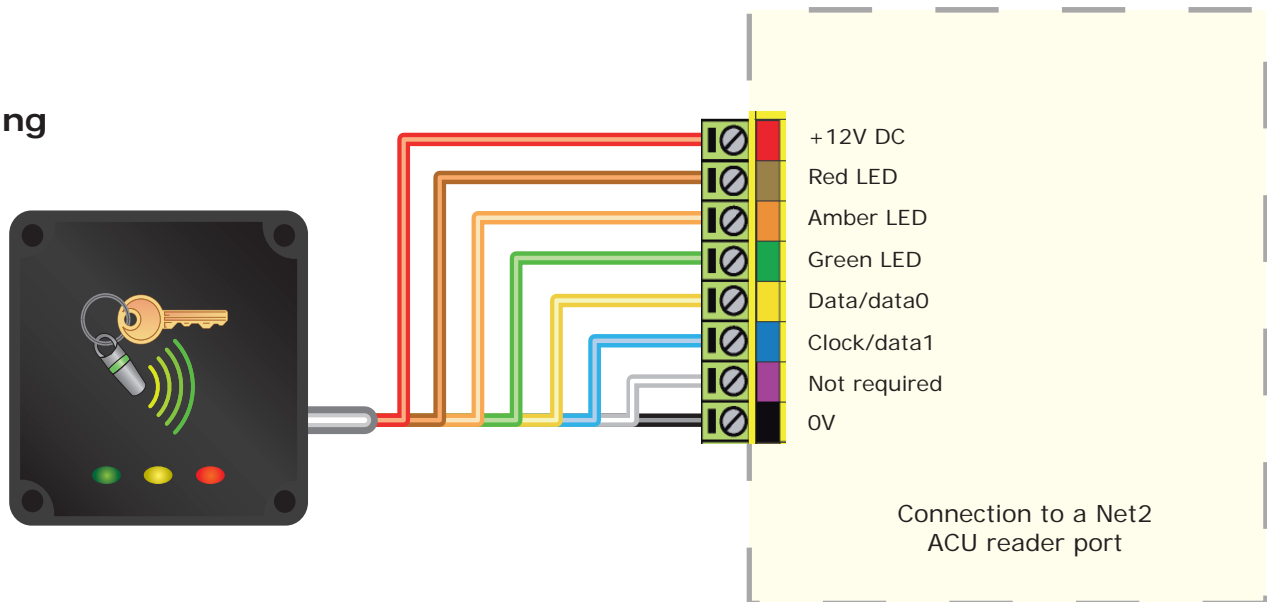 ng
+12V DC
Red LED
Amber LED
Green LED
Data/data0
Clock/data1
Not required
0V
Connection to a Net2
ACU reader port